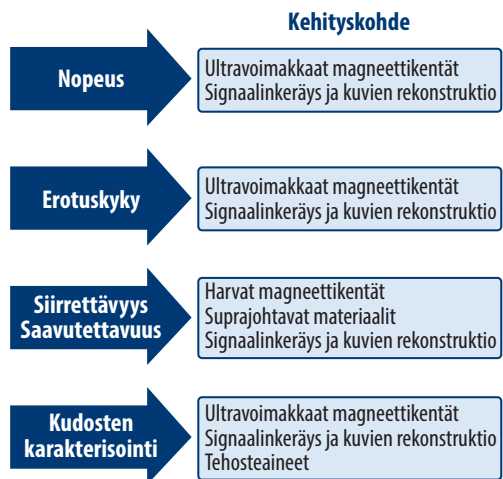 Kehityskohde
Nopeus
Ultravoimakkaat magneettikentät
Signaalinkeräys ja kuvien rekonstruktio
Erotuskyky
Ultravoimakkaat magneettikentät
Signaalinkeräys ja kuvien rekonstruktio
Siirrettävyys
Saavutettavuus
Harvat magneettikentät
Suprajohtavat materiaalit
Signaalinkeräys ja kuvien rekonstruktio
Kudosten
karakterisointi
Ultravoimakkaat magneettikentät
Signaalinkeräys ja kuvien rekonstruktio
Tehosteaineet